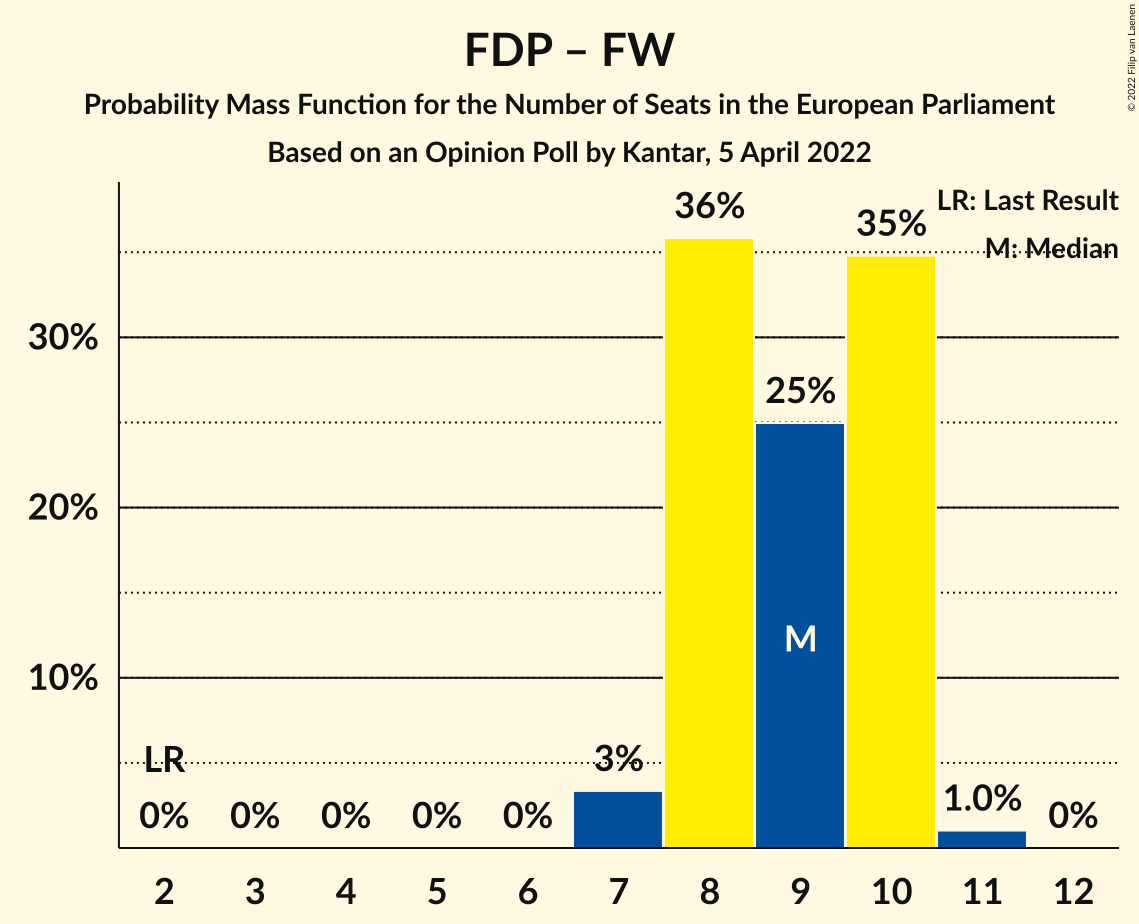 FDP – FW
Probability Mass Function for the Number of Seats in the European Parliament
Based on an Opinion Poll by Kantar, 5 April 2022
© 2022 Filip van Laenen
LR: Last Result
M: Median
36%
35%
30%
25%
20%
M
10%
LR
3%
1.0%
0% 0% 0% 0% 0% 0%
2 3 4 5 6 7 8 9 10 11 12